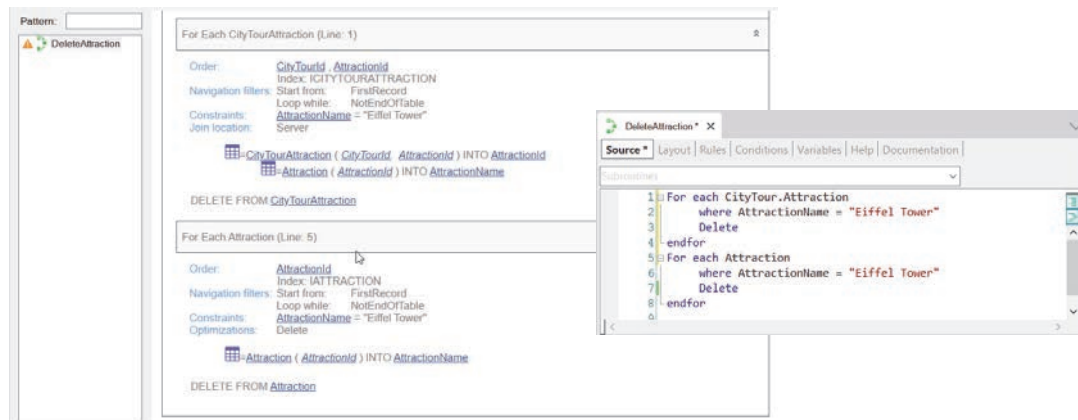 Pattern:
DeleteAttraction
For Each CityTourAttraction (Line: 1)
Order: CityTourId , AttractionId
Index: ICITYTOURATTRACTION
Navigation filters: Start from: FirstRecord
Loop while: NotEndOfTable
Constraints: AttractionName = "Eiffel Tower"
Join location: Server
=CityTourAttraction ( CityTourId, AttractionId ) INTO AttractionId
=Attraction ( AttractionId ) INTO AttractionName
DELETE FROM CityTourAttraction
For Each Attraction (Line: 5)
Order: AttractionId
Index: IATTRACTION
Navigation filters: Start from: FirstRecord
Loop while: NotEndOfTable
Constraints: AttractionName = "Eiffel Tower"
Optimizations: Delete
=Attraction ( AttractionId ) INTO AttractionName
DELETE FROM Attraction
DeleteAttraction * X
Source * | Layout | Rules | Conditions | Variables | Help | Documentation |
Subroutines
1 For each CityTour.Attraction
2 where AttractionName = "Eiffel Tower"
3 Delete
4 endfor
5 For each Attraction
6 where AttractionName = "Eiffel Tower"
7 Delete
8 endfor
9